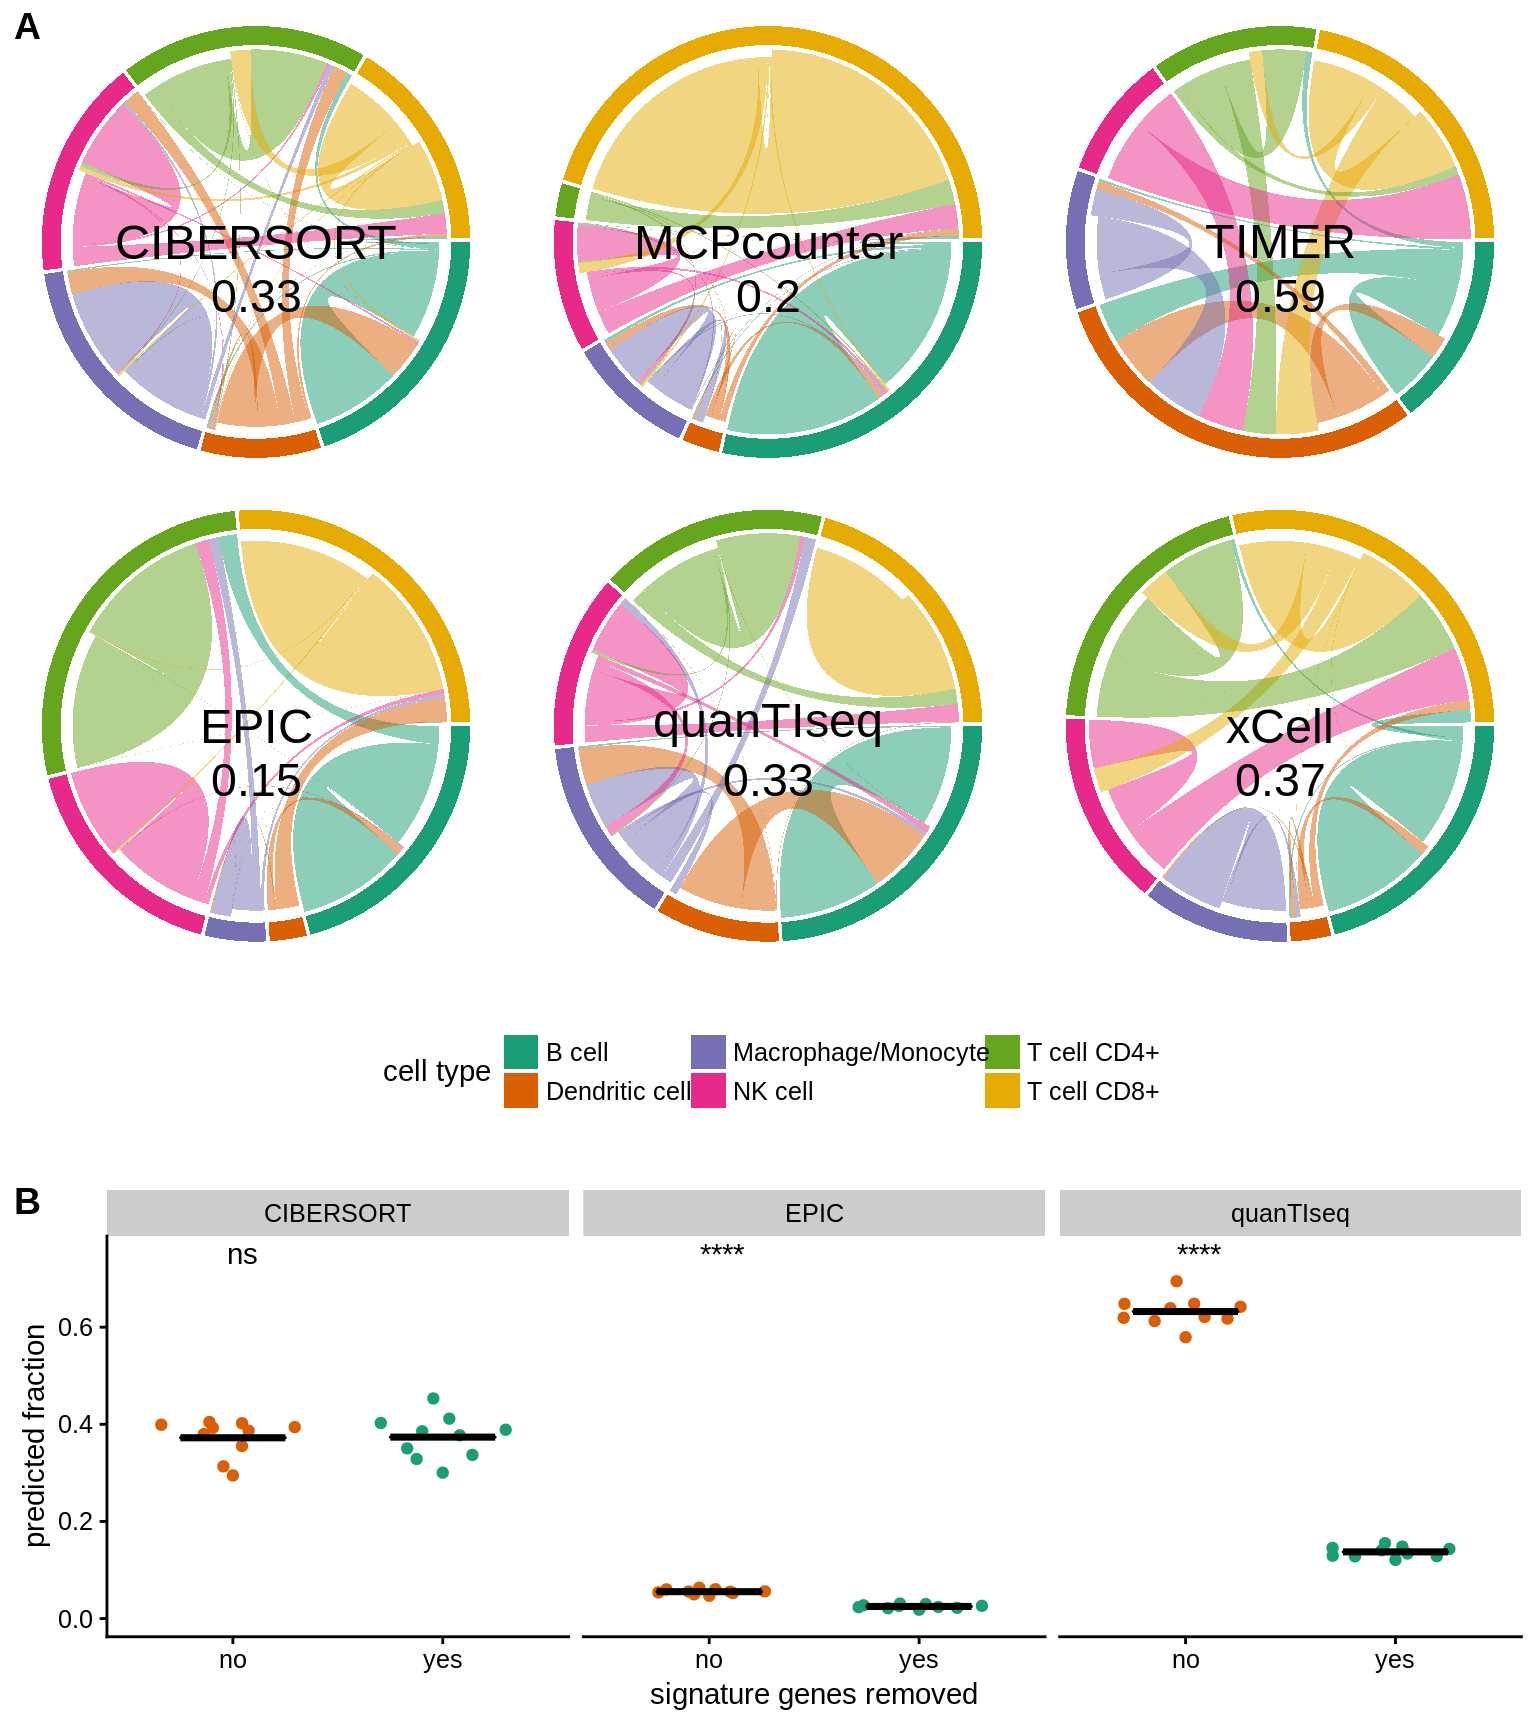 A
CIBERSORT
0.33
MCPcounter
0.2
TIMER
0.59
EPIC
0.15
quanTIseq
0.33
xCell
0.37
cell type
B cell
Macrophage/Monocyte
T cell CD4+
Dendritic cell
NK cell
T cell CD8+
B
CIBERSORT
EPIC
quanTIseq
ns
****
****
predicted fraction
0.6
0.4
0.2
0.0
no
yes
no
yes
no
yes
signature genes removed